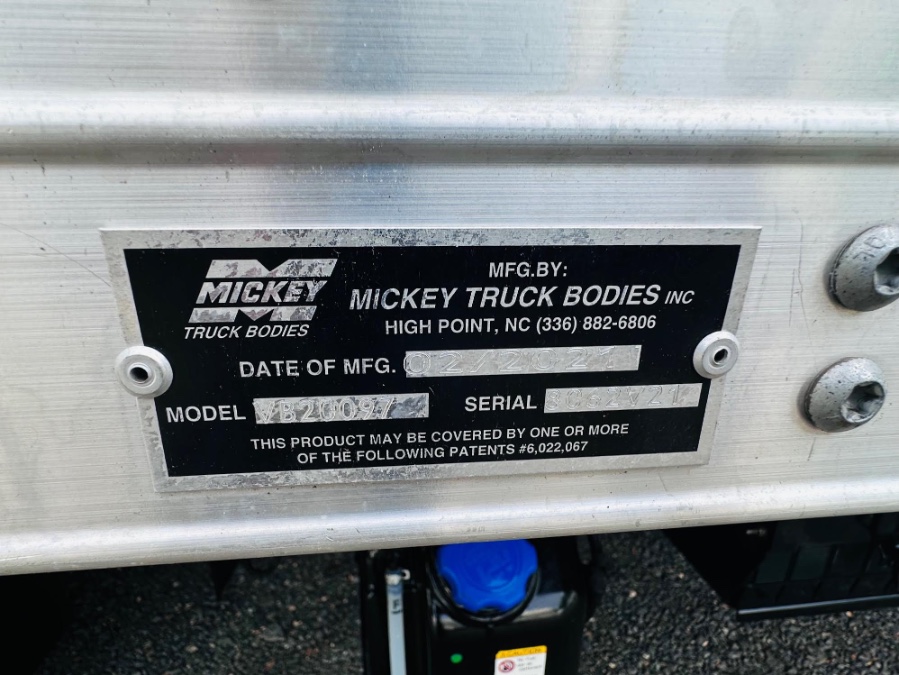 MICKEY
TRUCK BODIES
MFG.BY:
MICKEY TRUCK BODIES INC
HIGH POINT, NC (336) 882-6806
DATE OF MFG.
MODEL
SERIAL
THIS PRODUCT MAY BE COVERED BY ONE OR MORE
OF THE FOLLOWING PATENTS #6,022,067